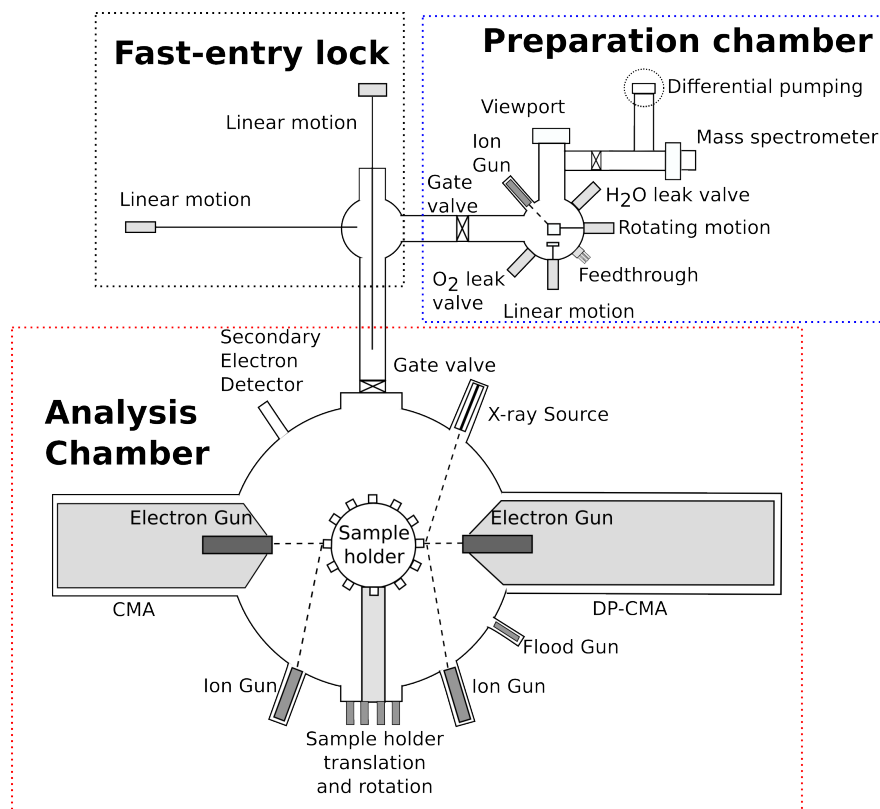 Fast-entry lock
Linear motion
Linear motion
Preparation chamber
Differential pumping
Viewport
Mass spectrometer
Ion
Gun
Gate
valve
H2O leak valve
Rotating motion
Feedthrough
O2 leak
valve
Linear motion
Secondary
Electron
Detector
Gate valve
Analysis
Chamber
X-ray Source
Electron Gun
Sample
holder
Electron Gun
CMA
DP-CMA
Flood Gun
Ion Gun
Ion Gun
Sample holder
translation
and rotation